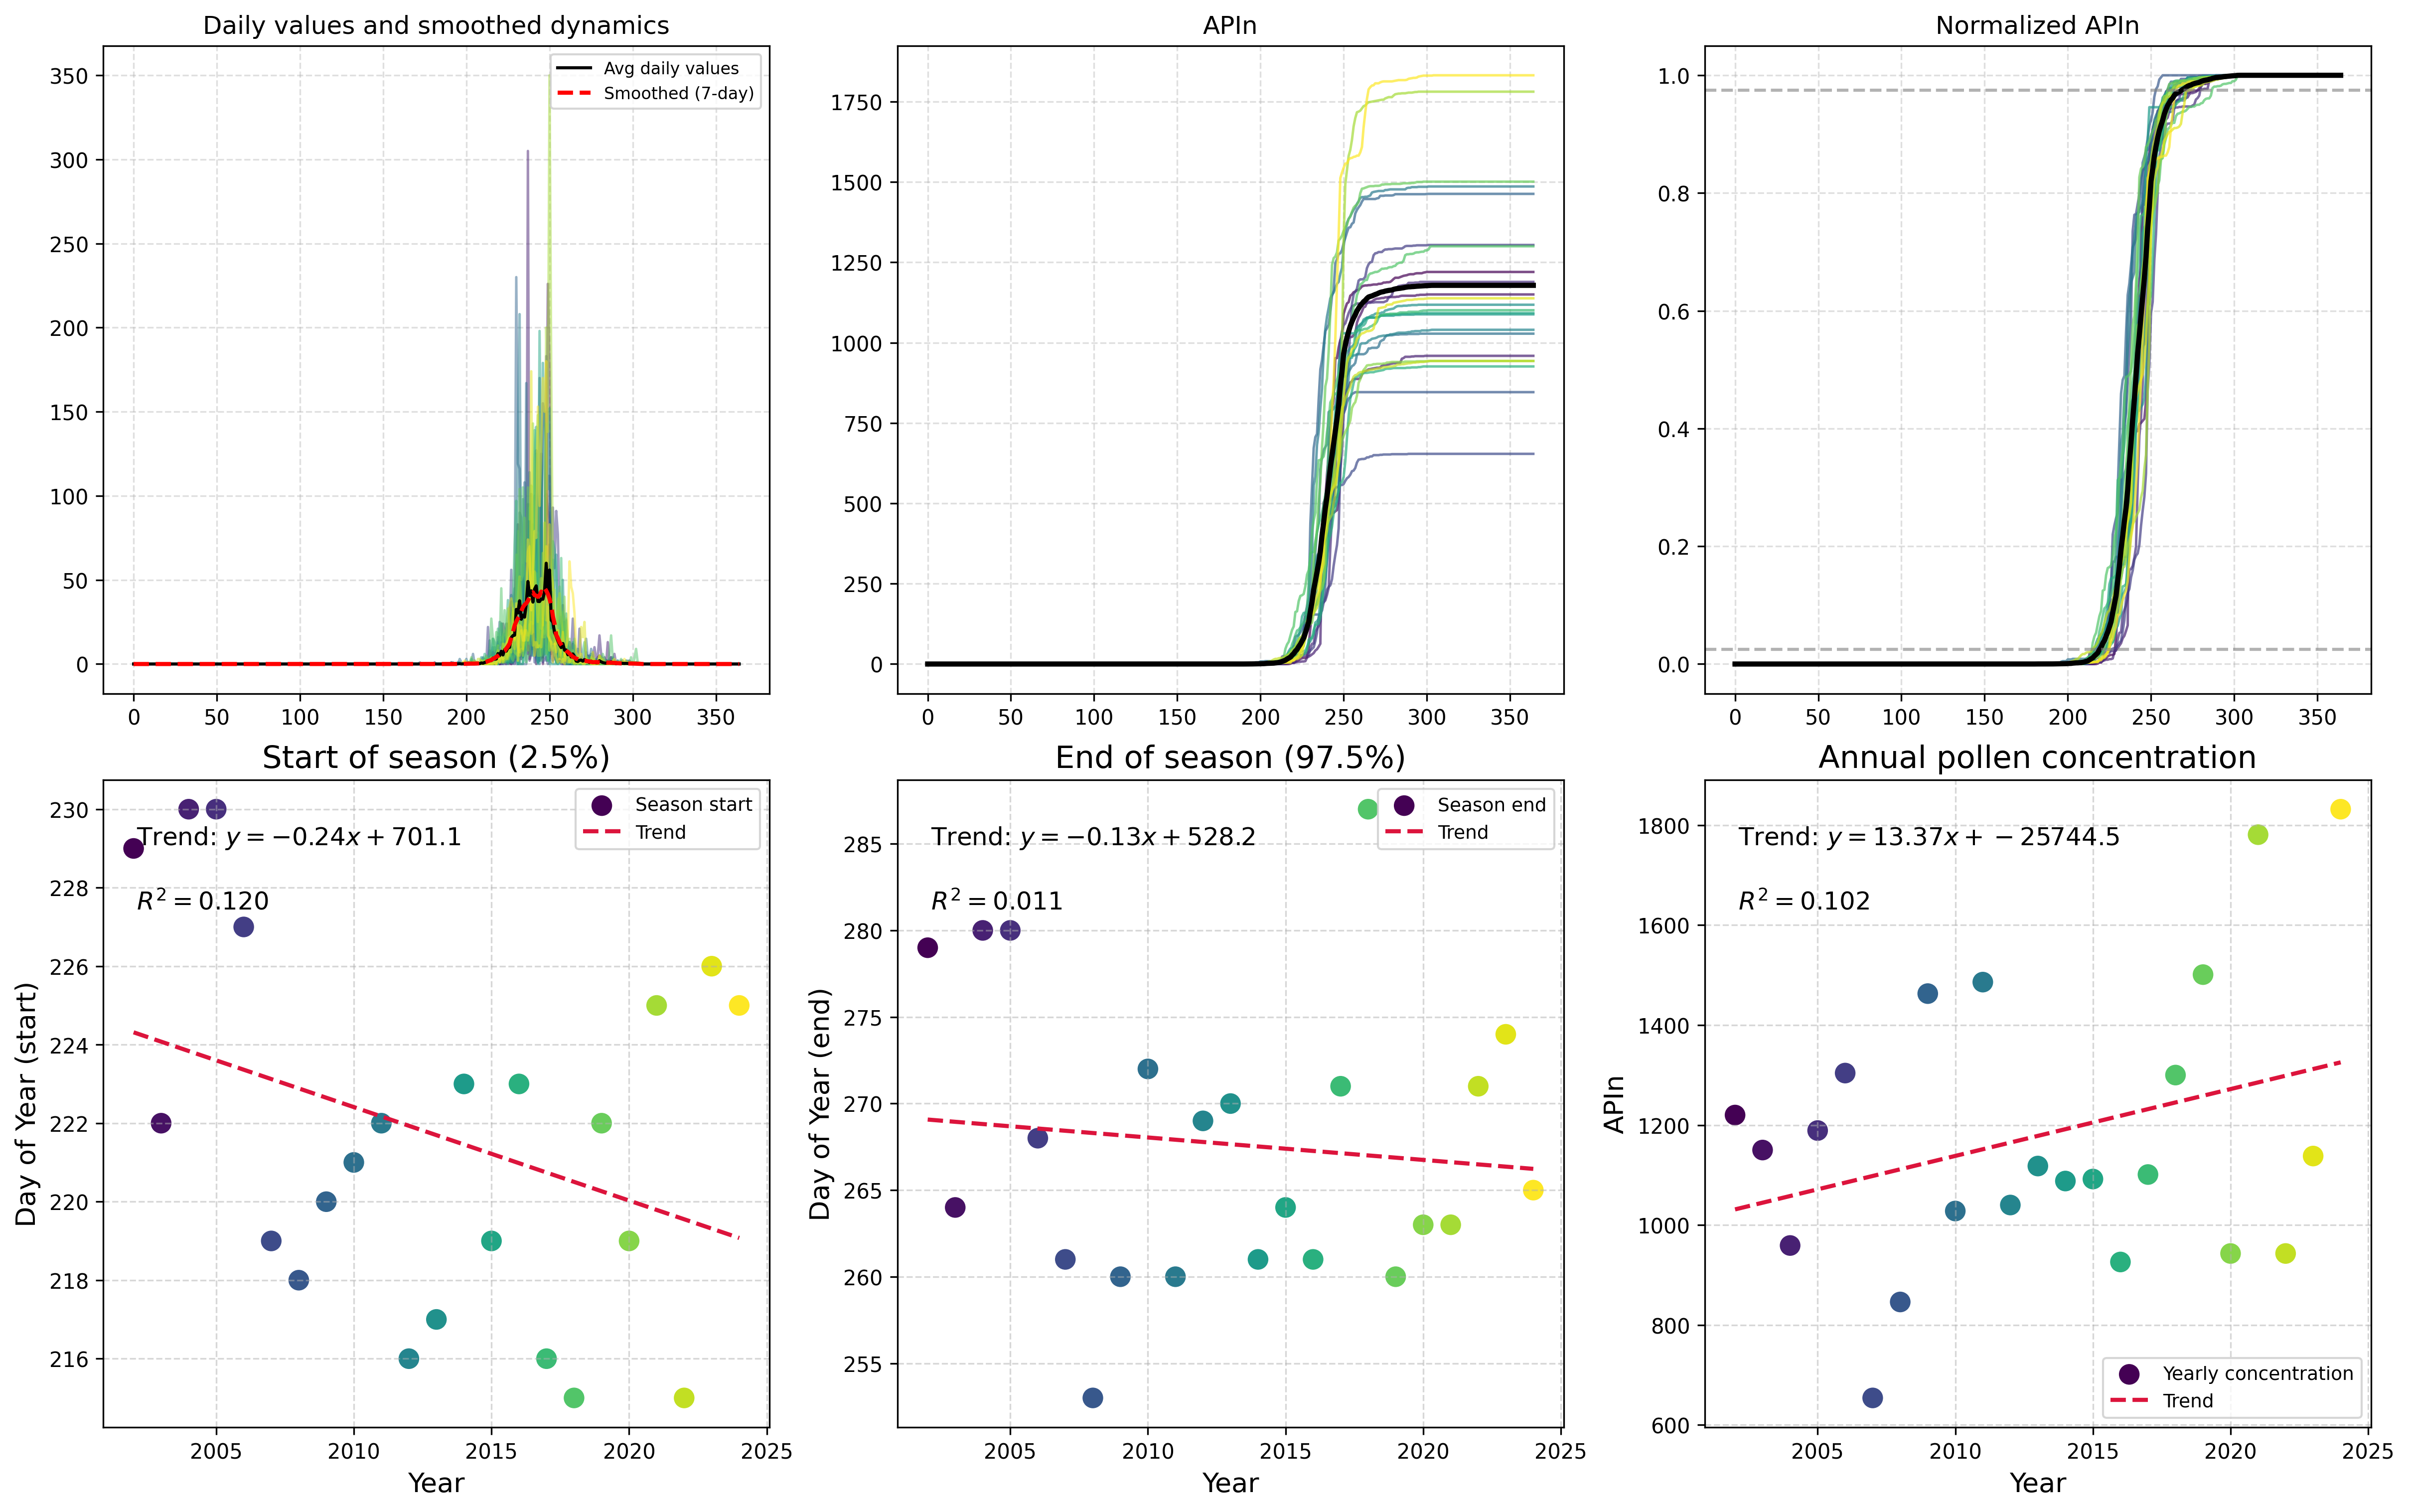 Daily values and smoothed dynamics
350
300
250
200
150
100
50
0
0 50 100 150 200 250 300 350
Avg daily values
Smoothed (7-day)
APIn
1750
1500
1250
1000
750
500
250
0
0 50 100 150 200 250 300 350
Normalized APIn
1.0
0.8
0.6
0.4
0.2
0.0
0 50 100 150 200 250 300 350
Start of season (2.5%)
Day of Year (start)
230
228
226
224
222
220
218
216
Trend: y = −0.24x + 701.1
R² = 0.120
Season start
Trend
2005 2010 2015 2020 2025
Year
End of season (97.5%)
Day of Year (end)
285
280
275
270
265
260
255
Trend: y = −0.13x + 528.2
R² = 0.011
Season end
Trend
2005 2010 2015 2020 2025
Year
Annual pollen concentration
APIn
1800
1600
1400
1200
1000
800
600
Trend: y = 13.37x + −25744.5
R² = 0.102
Yearly concentration
Trend
2005 2010 2015 2020 2025
Year